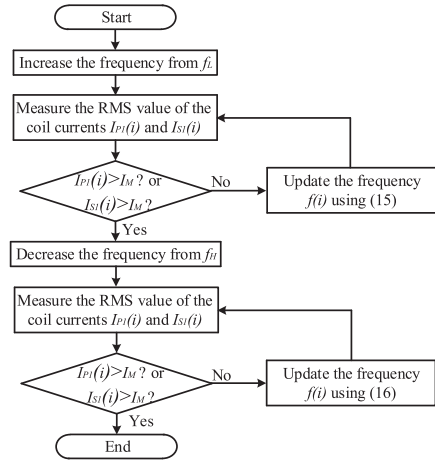 Start
Increase the frequency from fL
Measure the RMS value of the
coil currents IP1(i) and IS1(i)
IP1(i)>IM? or
IS1(i)>IM?
No
Update the frequency
f(i) using (15)
Yes
Decrease the frequency from fH
Measure the RMS value of the
coil currents IP1(i) and IS1(i)
IP1(i)>IM? or
IS1(i)>IM?
No
Update the frequency
f(i) using (16)
Yes
End